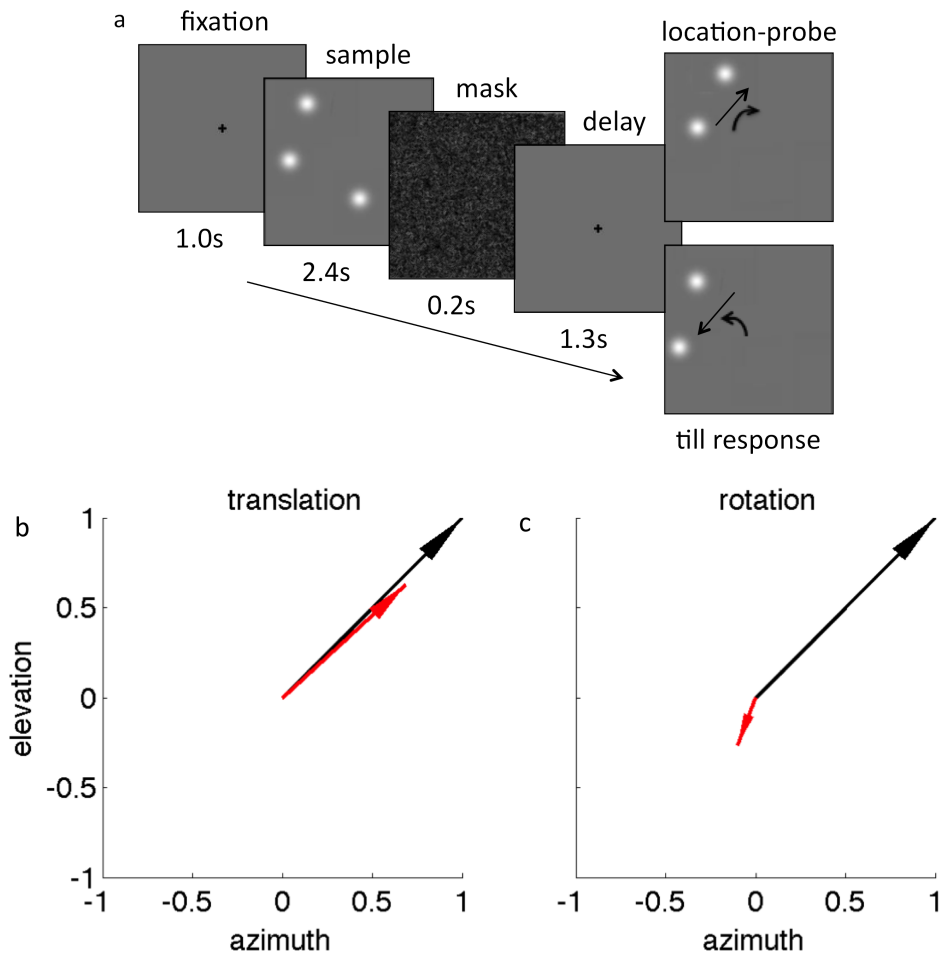 a
fixation
sample
mask
delay
location-probe
1.0s
2.4s
0.2s
1.3s
till response
b
translation
c
rotation
1
0.5
0
-0.5
-1
elevation
-1
-0.5
0
0.5
1
azimuth
-1
-0.5
0
0.5
1
azimuth